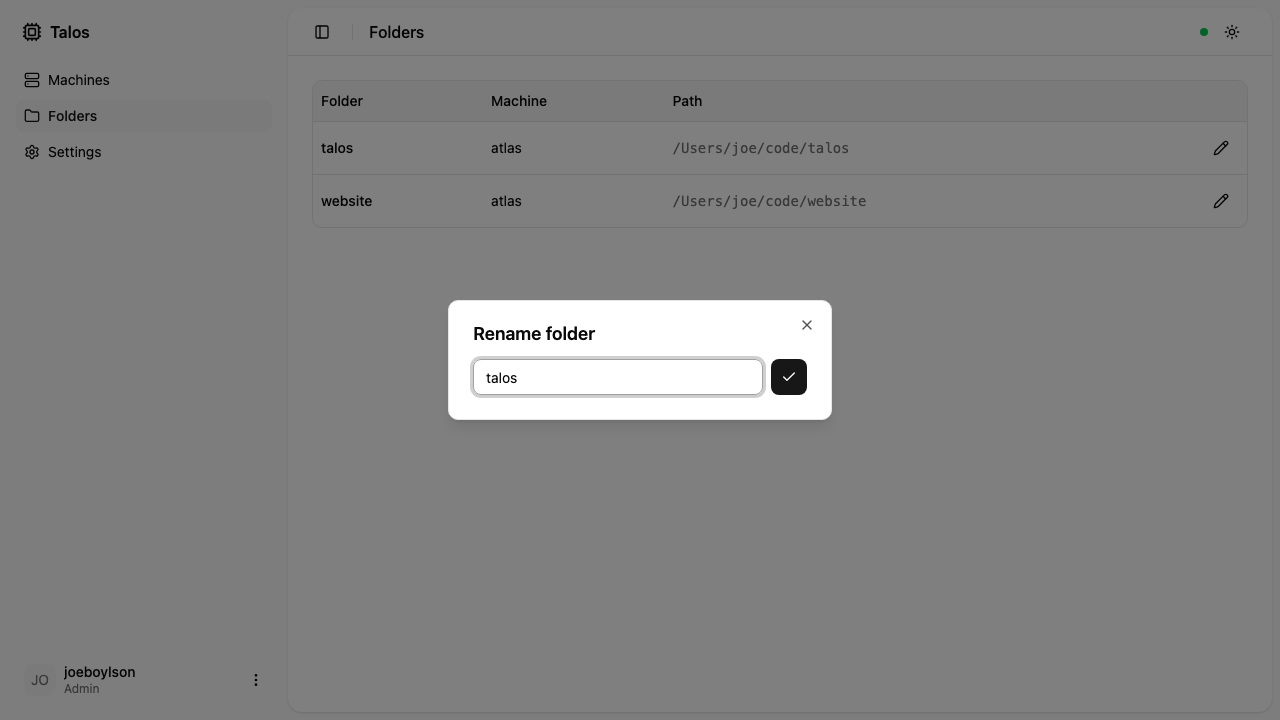 Talos
Folders
Machines
Folders
Settings
Folder Machine Path
talos atlas /Users/joe/code/talos
website atlas /Users/joe/code/website
Rename folder
talos
JO
joeboylson
Admin